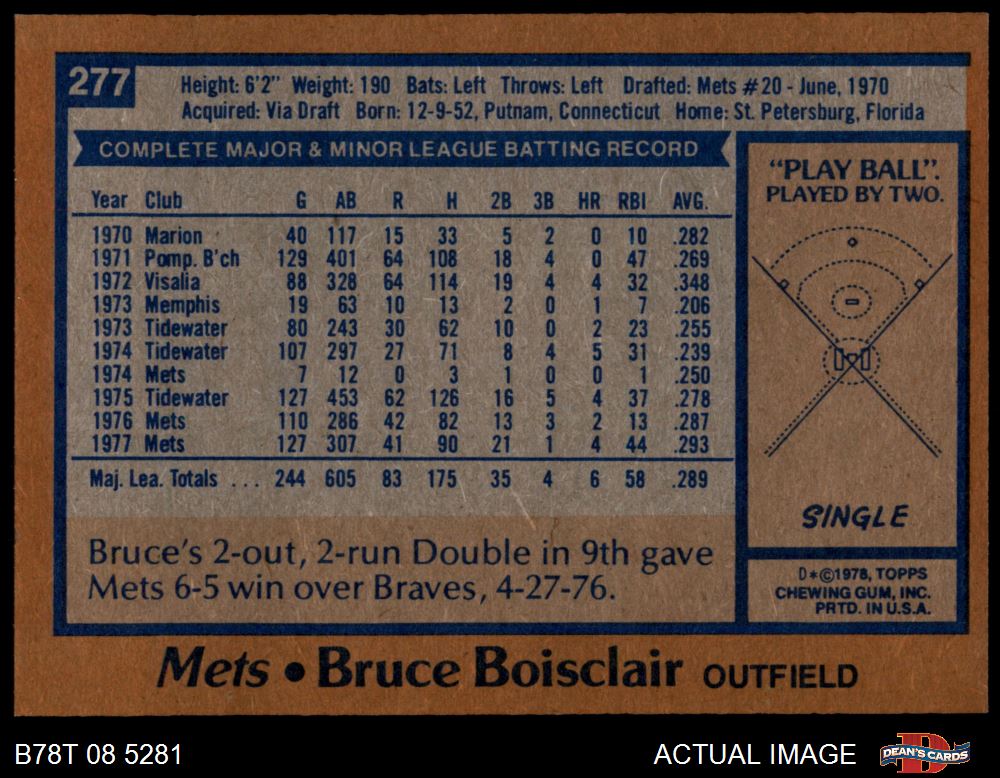 277
Height: 6'2" Weight: 190 Bats: Left Throws: Left Drafted: Mets #20 - June, 1970
Acquired: Via Draft Born: 12-9-52, Putnam, Connecticut Home: St. Petersburg, Florida
COMPLETE MAJOR & MINOR LEAGUE BATTING RECORD
Year Club G AB R H 2B 3B HR RBI AVG.
1970 Marion 40 117 15 33 5 2 0 10 .282
1971 Pomp. B'ch 129 401 64 108 18 4 0 47 .269
1972 Visalia 88 328 64 114 19 4 4 32 .348
1973 Memphis 19 63 10 13 2 0 1 7 .206
1973 Tidewater 80 243 30 62 10 0 2 23 .255
1974 Tidewater 107 297 27 71 8 4 5 31 .239
1974 Mets 7 12 0 3 1 0 0 1 .250
1975 Tidewater 127 453 62 126 16 5 4 37 .278
1976 Mets 110 286 42 82 13 3 2 13 .287
1977 Mets 127 307 41 90 21 1 4 44 .293
Maj. Lea. Totals ... 244 605 83 175 35 4 6 58 .289
Bruce's 2-out, 2-run Double in 9th gave
Mets 6-5 win over Braves, 4-27-76.
"PLAY BALL".
PLAYED BY TWO.
SINGLE
D*©1978, TOPPS
CHEWING GUM, INC.
PRTD. IN U.S.A.
Mets • Bruce Boisclair OUTFIELD
B78T 08 5281
ACTUAL IMAGE
D
DEAN'S CARDS